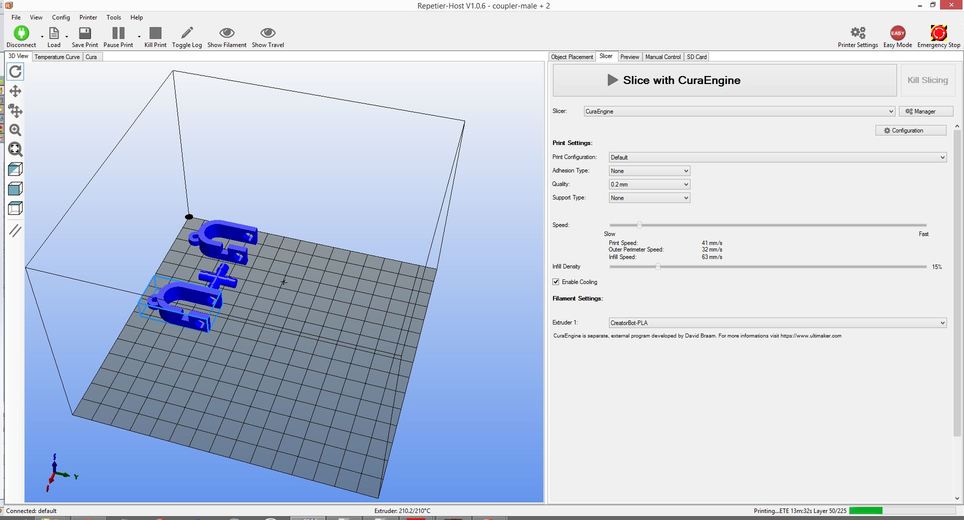 Repetier-Host V1.0.6 - coupler-male + 2
File View Config Printer Tools Help
Disconnect Load Save Print Pause Print Kill Print Toggle Log Show Filament Show Travel Printer Settings Easy Mode Emergency Stop
EASY
3D View Temperature Curve Cura
Object Placement Slicer Preview Manual Control SD Card
Slice with CuraEngine
Kill Slicing
Slicer: CuraEngine Manager
Configuration
Print Settings:
Print Configuration: Default
Adhesion Type: None
Quality: 0.2 mm
Support Type: None
Speed:
Slow Fast
Print Speed: 41 mm/s
Outer Perimeter Speed: 32 mm/s
Infill Speed: 63 mm/s
Infill Density 15%
Enable Cooling
Filament Settings:
Extruder 1: CreatorBot-PLA
CuraEngine is separate, external program developed by David Braam. For more informations visit https://www.ultimaker.com
Y
Connected: default Extruder: 210.2/210°C Printing...ETE 13m:32s Layer 50/225